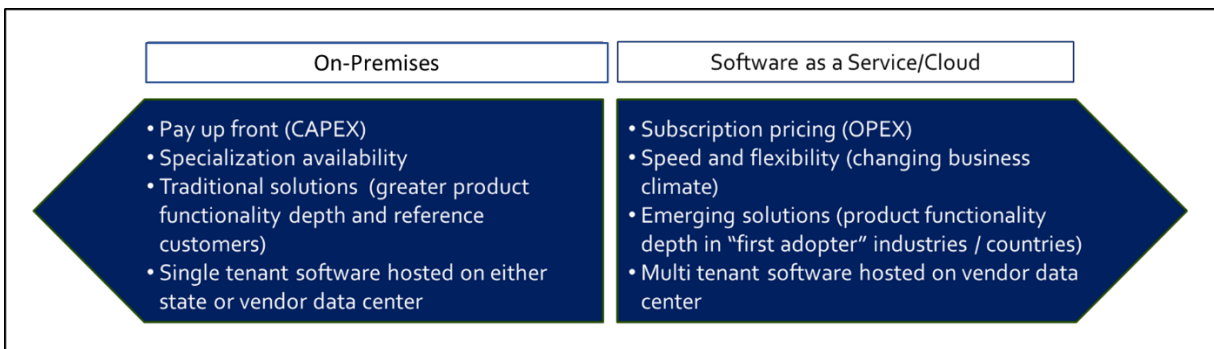 On-Premises
Software as a Service/Cloud
• Pay up front (CAPEX)
• Specialization availability
• Traditional solutions (greater product
functionality depth and reference
customers)
• Single tenant software hosted on either
state or vendor data center
• Subscription pricing (OPEX)
• Speed and flexibility (changing business
climate)
• Emerging solutions (product functionality
depth in “first adopter” industries / countries)
• Multi tenant software hosted on vendor data
center